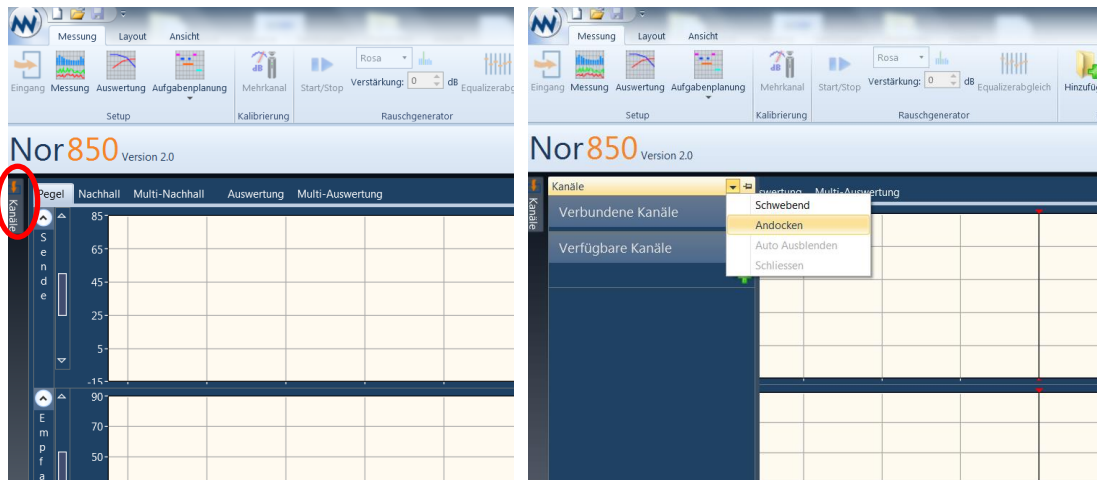 Messung Layout Ansicht
Eingang Messung Auswertung Aufgabenplanung Mehrkanal Start/Stop
Rosa
Verstärkung: 0 dB
Setup Kalibrierung Rauschgenerator
Nor850 Version 2.0
Kanäle
Pegel Nachhall Multi-Nachhall Auswertung Multi-Auswertung
Sende
85
65
45
25
5
-15
90
70
50
Messung Layout Ansicht
Eingang Messung Auswertung Aufgabenplanung Mehrkanal Start/Stop
Rosa
Verstärkung: 0 dB
Equalizerabgleich
Setup Kalibrierung Rauschgenerator
Nor850 Version 2.0
Kanäle
Kanäle
Multi-Auswertung
Verbundene Kanäle
Verfügbare Kanäle
Schwebend
Andocken
Auto Ausblenden
Schliessen